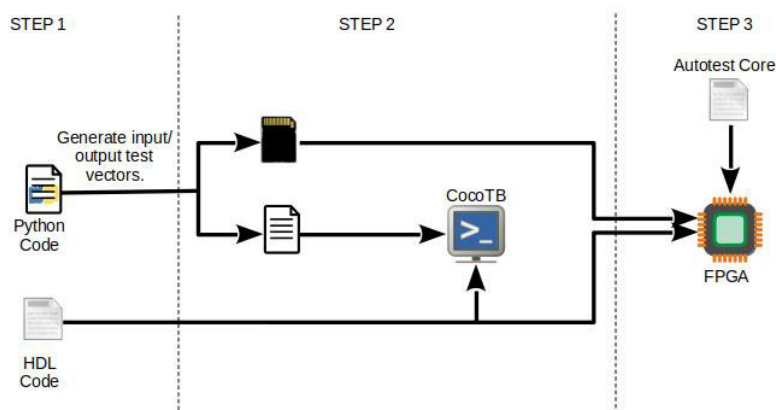 STEP 1
STEP 2
STEP 3
Autotest Core
Generate input/
output test
vectors.
CocoTB
>_
Python
Code
FPGA
HDL
Code